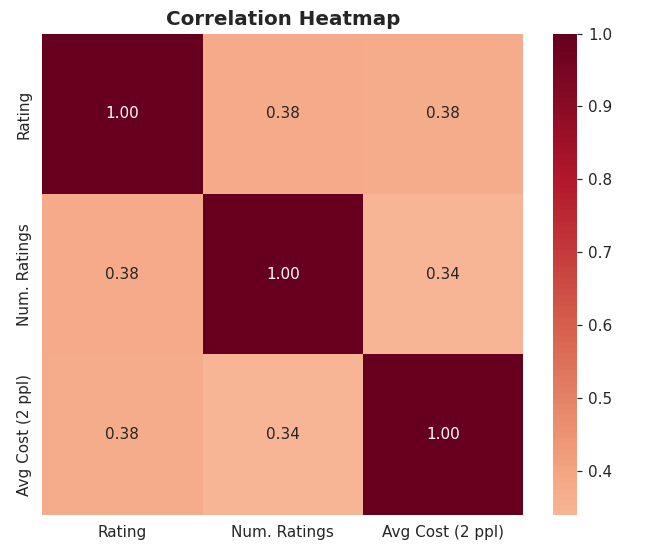 Correlation Heatmap
Rating
1.00
0.38
0.38
Num. Ratings
0.38
1.00
0.34
Avg Cost (2 ppl)
0.38
0.34
1.00
Rating
Num. Ratings
Avg Cost (2 ppl)
1.0
0.9
0.8
0.7
0.6
0.5
0.4